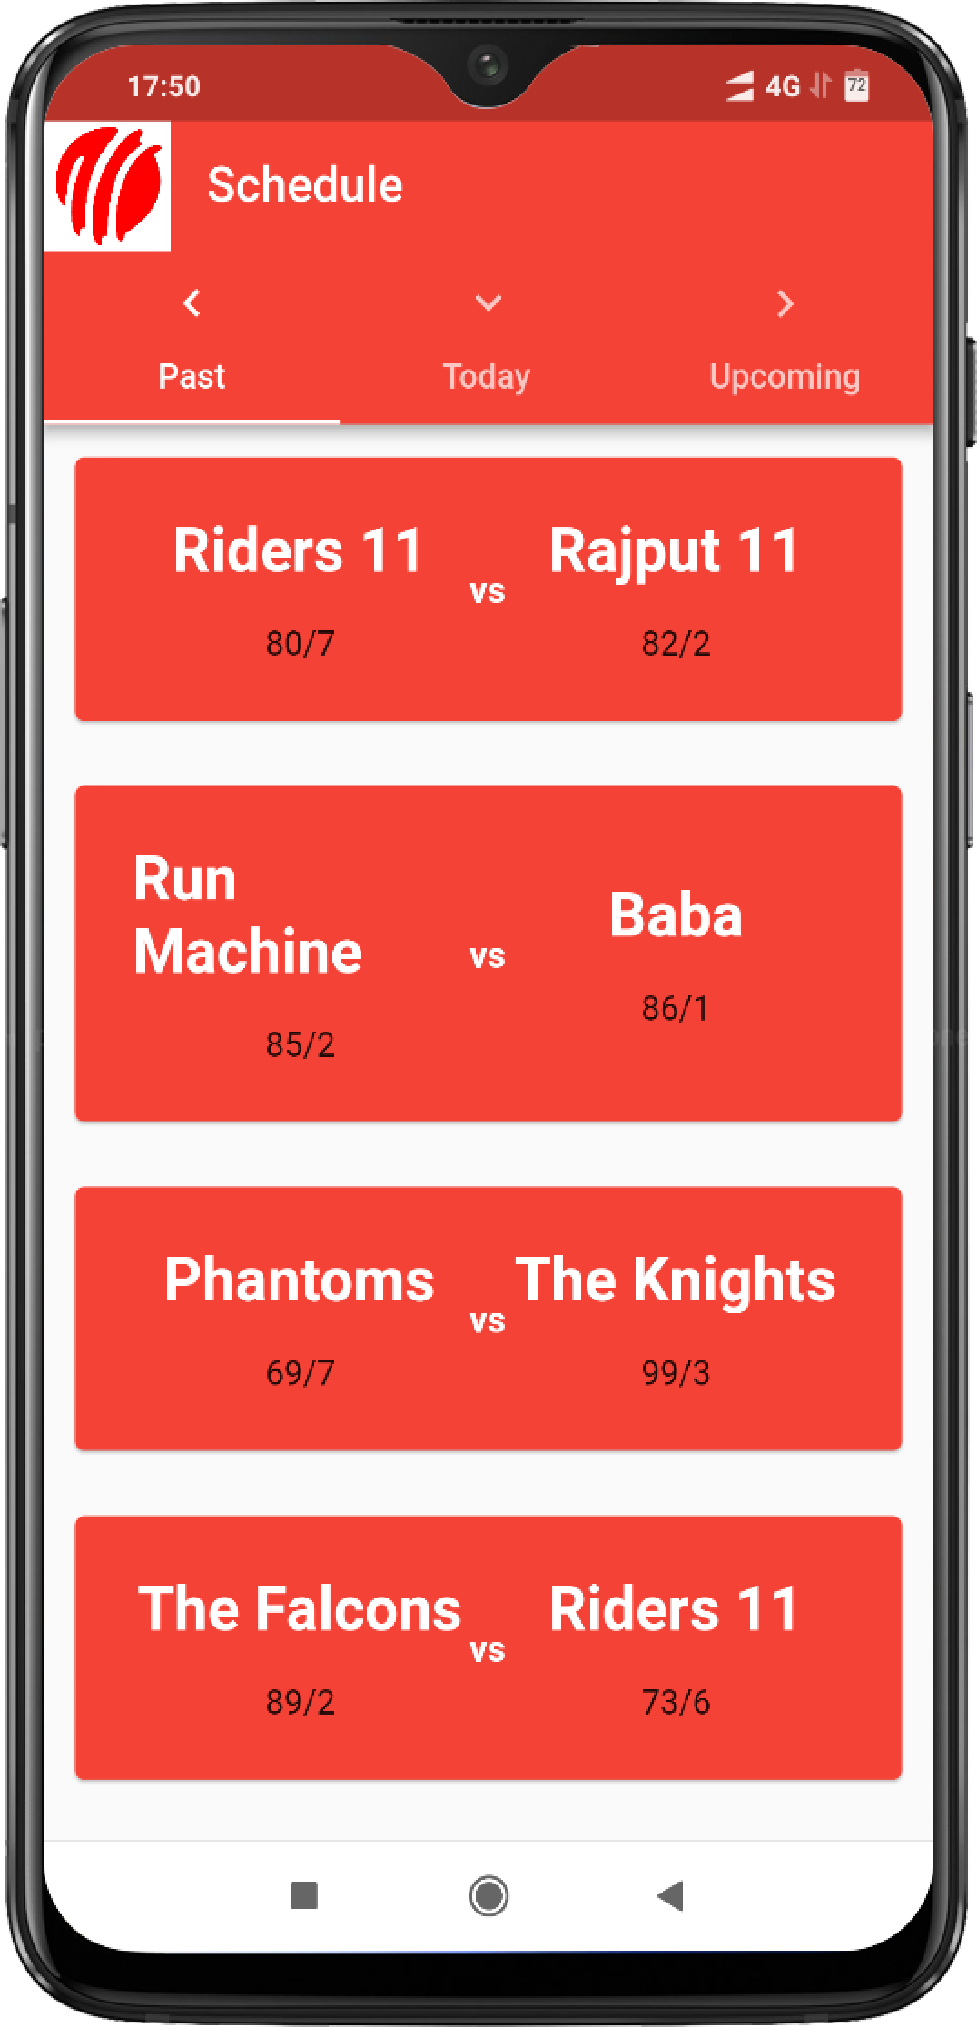 17:50
4G
72
Schedule
Past Today Upcoming
Riders 11 vs Rajput 11
80/7 82/2
Run
Machine vs Baba
85/2 86/1
Phantoms vs The Knights
69/7 99/3
The Falcons vs Riders 11
89/2 73/6